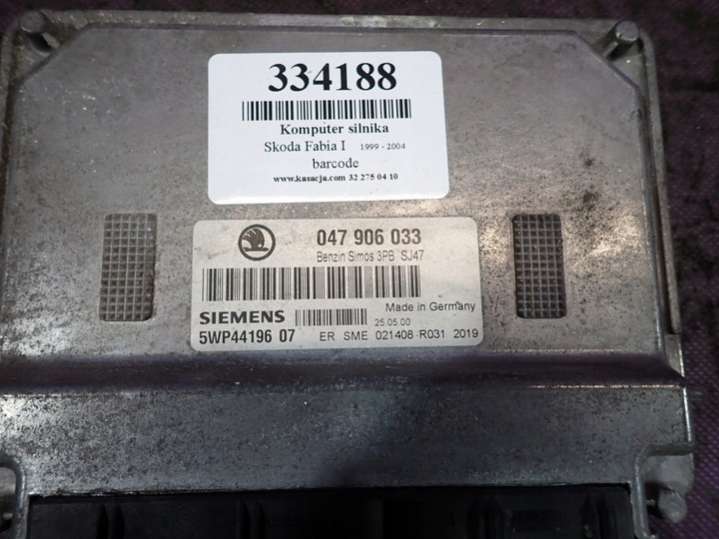 334188
Komputer silnika
Skoda Fabia I 1999 - 2004
barcode
www.kasacja.com 32 275 04 10
047 906 033
Benzin Simos 3PB SJ47
Made in Germany
SIEMENS 25.05.00
5WP44196 07 ER SME 021408 R031 2019